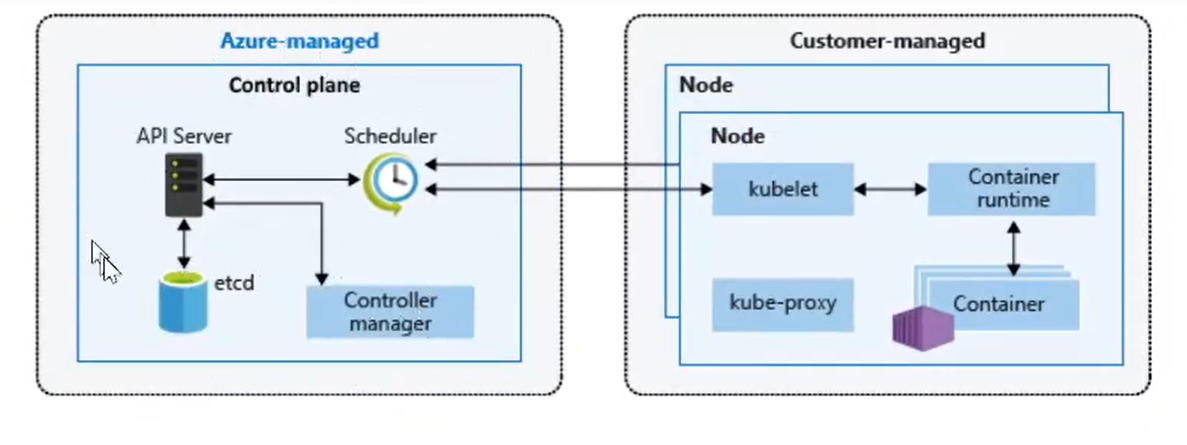 Azure-managed
Control plane
API Server
Scheduler
etcd
Controller
manager
Customer-managed
Node
Node
kubelet
Container
runtime
kube-proxy
Container